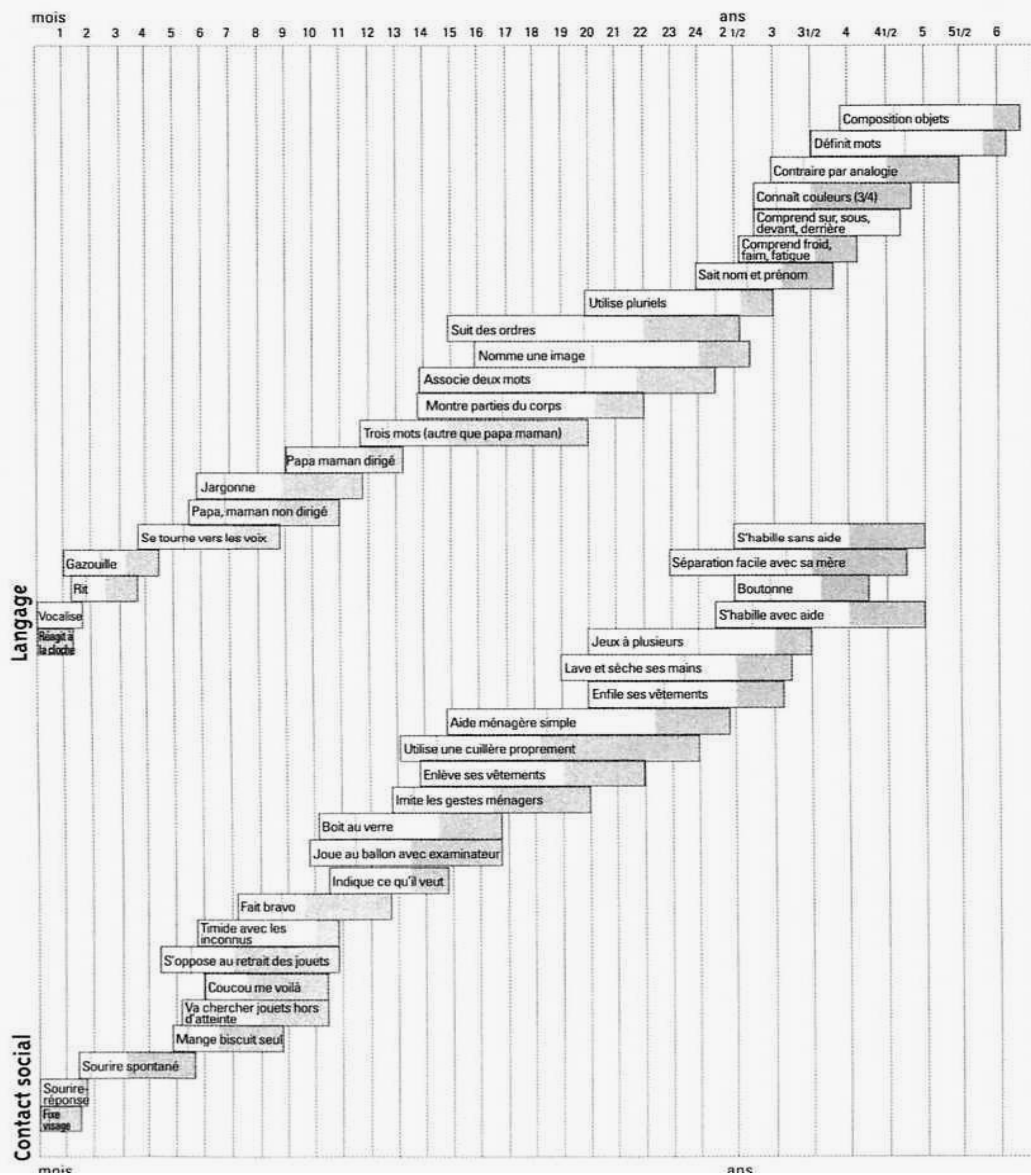 mois
ans
1 2 3 4 5 6 7 8 9 10 11 12 13 14 15 16 17 18 19 20 21 22 23 24 2 1/2 3 31/2 4 41/2 5 51/2 6
Composition objets
Définit mots
Contraire par analogie
Connaît couleurs (3/4)
Comprend sur, sous,
devant, derrière
Comprend froid,
faim, fatigue
Sait nom et prénom
Utilise pluriels
Suit des ordres
Nomme une image
Associe deux mots
Montre parties du corps
Trois mots (autre que papa maman)
Papa maman dirigé
Jargonne
Papa, maman non dirigé
Se tourne vers les voix
Gazouille
Rit
Vocalise
Réagit à
la cloche
Langage
S'habille sans aide
Séparation facile avec sa mère
Boutonne
S'habille avec aide
Jeux à plusieurs
Lave et sèche ses mains
Enfile ses vêtements
Aide ménagère simple
Utilise une cuillère proprement
Enlève ses vêtements
Imite les gestes ménagers
Boit au verre
Joue au ballon avec examinateur
Indique ce qu'il veut
Fait bravo
Timide avec les
inconnus
S'oppose au retrait des jouets
Coucou me voilà
Va chercher jouets hors
d'atteinte
Mange biscuit seul
Sourire spontané
Sourire-
réponse
Fixe
visage
Contact social
mois
ans